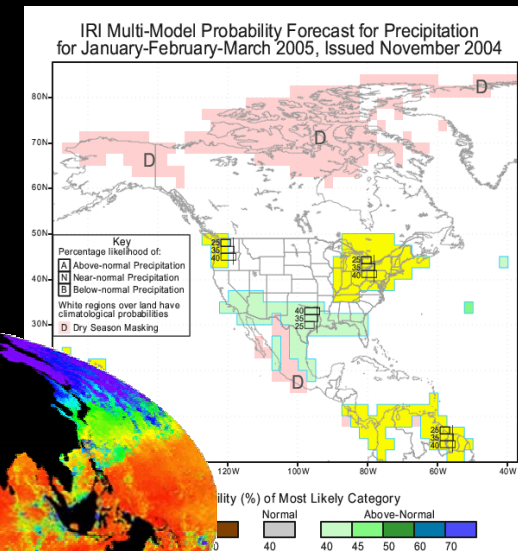 IRI Multi-Model Probability Forecast for Precipitation
for January-February-March 2005, Issued November 2004
80N
70N
60N
50N
40N
30N
D
D
D
D
25
35
40
25
35
40
40
35
25
25
35
40
Key
Percentage likelihood of:
A Above-normal Precipitation
N Near-normal Precipitation
B Below-normal Precipitation
White regions over land have
climatological probabilities
D Dry Season Masking
120W 100W 80W 60W 40W
ility (%) of Most Likely Category
Normal Above-Normal
0 40 40 45 50 60 70